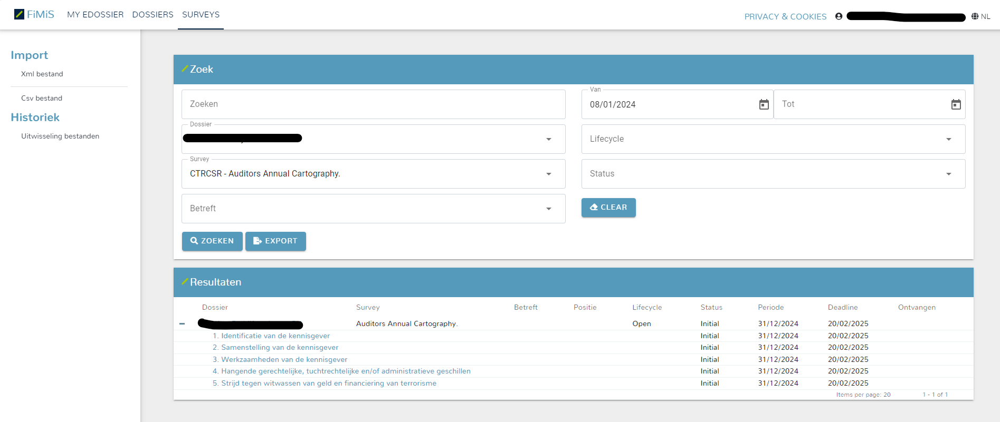 FiMiS MY EDOSSIER DOSSIERS SURVEYS PRIVACY & COOKIES NL
Import
Xml bestand
Csv bestand
Historiek
Uitwisseling bestanden
Zoek
Zoeken
Van
08/01/2024
Tot
Dossier
Lifecycle
Survey
CTRCSR - Auditors Annual Cartography.
Status
Betreft
CLEAR
ZOEKEN EXPORT
Resultaten
Dossier Survey Betreft Positie Lifecycle Status Periode Deadline Ontvangen
Auditors Annual Cartography. Open Initial 31/12/2024 20/02/2025
1. Identificatie van de kennisgever Initial 31/12/2024 20/02/2025
2. Samenstelling van de kennisgever Initial 31/12/2024 20/02/2025
3. Werkzaamheden van de kennisgever Initial 31/12/2024 20/02/2025
4. Hangende gerechtelijke, tuchtrechtelijke en/of administratieve geschillen Initial 31/12/2024 20/02/2025
5. Strijd tegen witwassen van geld en financiering van terrorisme Initial 31/12/2024 20/02/2025
Items per page: 20 1 - 1 of 1